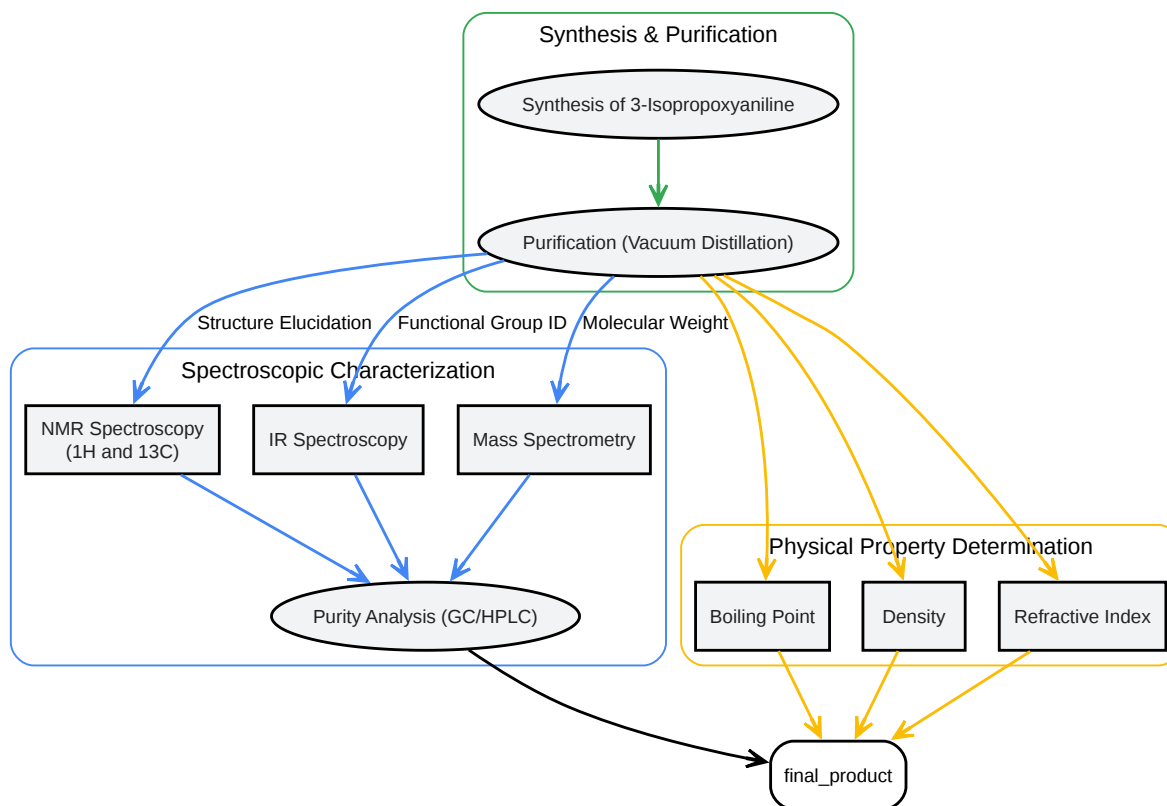 Synthesis & Purification
Synthesis of 3-Isopropoxyaniline
Purification (Vacuum Distillation)
Structure Elucidation
Functional Group ID
Molecular Weight
Spectroscopic Characterization
NMR Spectroscopy
(1H and 13C)
IR Spectroscopy
Mass Spectrometry
Purity Analysis (GC/HPLC)
Physical Property Determination
Boiling Point
Density
Refractive Index
final_product